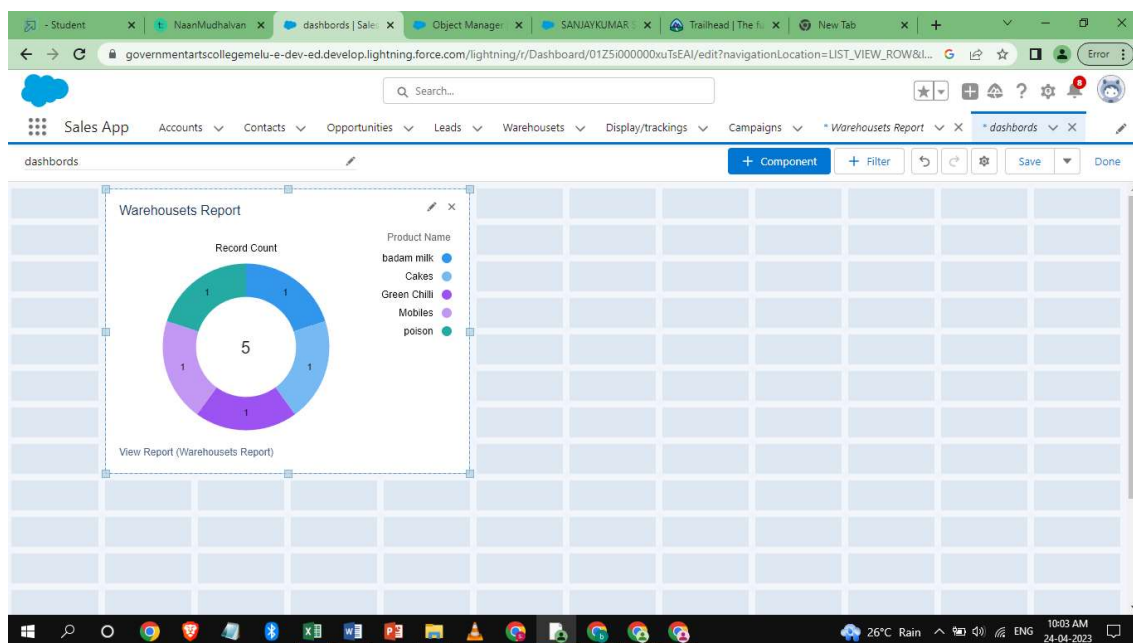 - Student
NaanMudhalvan
dashbords | Sale
Object Manager
SANJAYKUMAR S
Trailhead | The fu
New Tab
governmentartscollegemelu-e-dev-ed.develop.lightning.force.com/lightning/r/Dashboard/01Z5i000000xuTsEAI/edit?navigationLocation=LIST_VIEW_ROW&l...
Error
Search...
8
Sales App Accounts Contacts Opportunities Leads Warehousets Display/trackings Campaigns * Warehousets Report * dashbords
dashbords
+ Component + Filter Save Done
Warehousets Report
Record Count
Product Name
badam milk
Cakes
Green Chilli
Mobiles
poison
1 1
5
1 1
1
View Report (Warehousets Report)
26°C Rain ENG 10:03 AM
24-04-2023